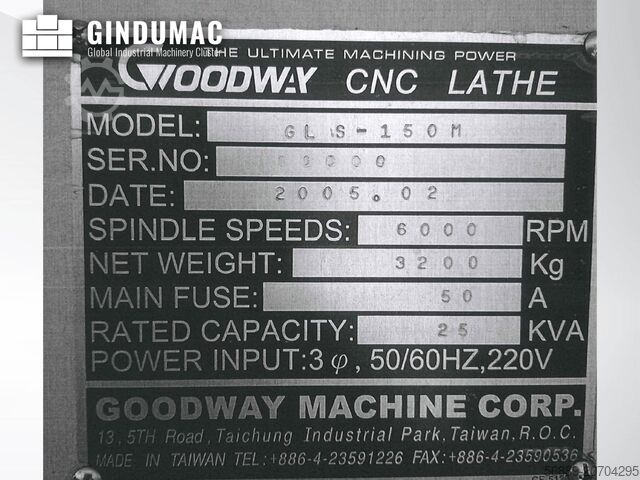 GINDUMAC
Global Industrial Machinery Cluster
THE ULTIMATE MACHINING POWER
GOODWAY CNC LATHE
MODEL: GLS-150M
SER.NO:
DATE: 2005.02
SPINDLE SPEEDS: 6000 RPM
NET WEIGHT: 3200 Kg
MAIN FUSE: 50 A
RATED CAPACITY: 25 KVA
POWER INPUT:3φ, 50/60HZ,220V
GOODWAY MACHINE CORP.
13, 5TH Road, Taichung Industrial Park, Taiwan, R.O.C.
MADE IN TAIWAN TEL:+886-4-23591226 FAX:+886-4-23590536